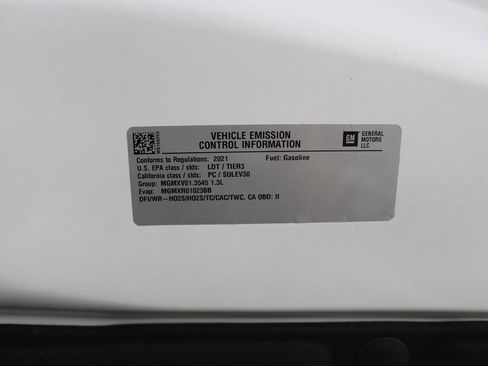 VEHICLE EMISSION
CONTROL INFORMATION
GM
GENERAL
MOTORS
LLC
Conforms to Regulations: 2021 Fuel: Gasoline
U.S. EPA class / stds: LDT / TIER3
California class / stds: PC / SULEV30
Group: MGMXV01.3545 1.3L
Evap: MGMXR01023BB
DFI/WR-HO2S/HO2S/TC/CAC/TWC, CA OBD: II